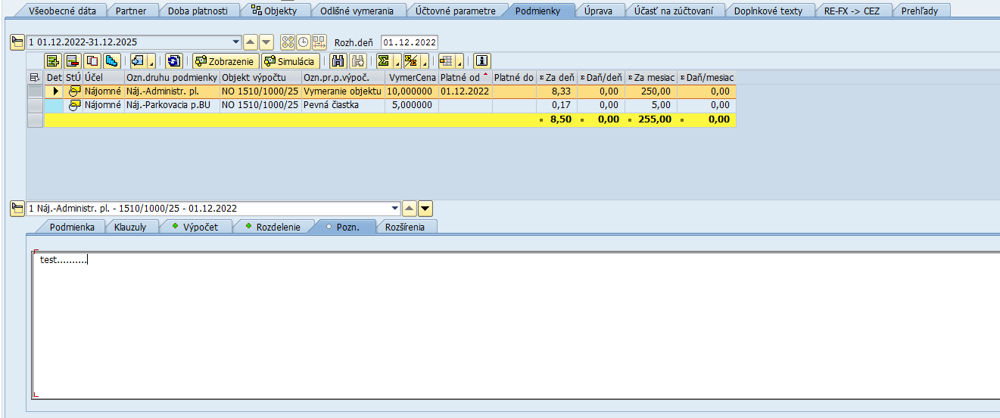 Všeobecné dáta Partner Doba platnosti Objekty Odlišné vymerania Účtovné parametre Podmienky Úprava Účasť na zúčtovaní Doplnkové texty RE-FX -> CEZ Prehľady
1 01.12.2022-31.12.2025 Rozh.deň 01.12.2022
Zobrazenie Simulácia
Det StÚ Účel Ozn.druhu podmienky Objekt výpočtu Ozn.pr.p.výpoč. VymerCena Platné od Platné do Za deň Daň/deň Za mesiac Daň/mesiac
Nájomné Náj.-Administr. pl. NO 1510/1000/25 Vymeranie objektu 10,000000 01.12.2022 8,33 0,00 250,00 0,00
Nájomné Náj.-Parkovacia p.BU NO 1510/1000/25 Pevná čiastka 5,000000 0,17 0,00 5,00 0,00
8,50 0,00 255,00 0,00
1 Náj.-Administr. pl. - 1510/1000/25 - 01.12.2022
Podmienka Klauzuly Výpočet Rozdelenie Pozn. Rozšírenia
test..........